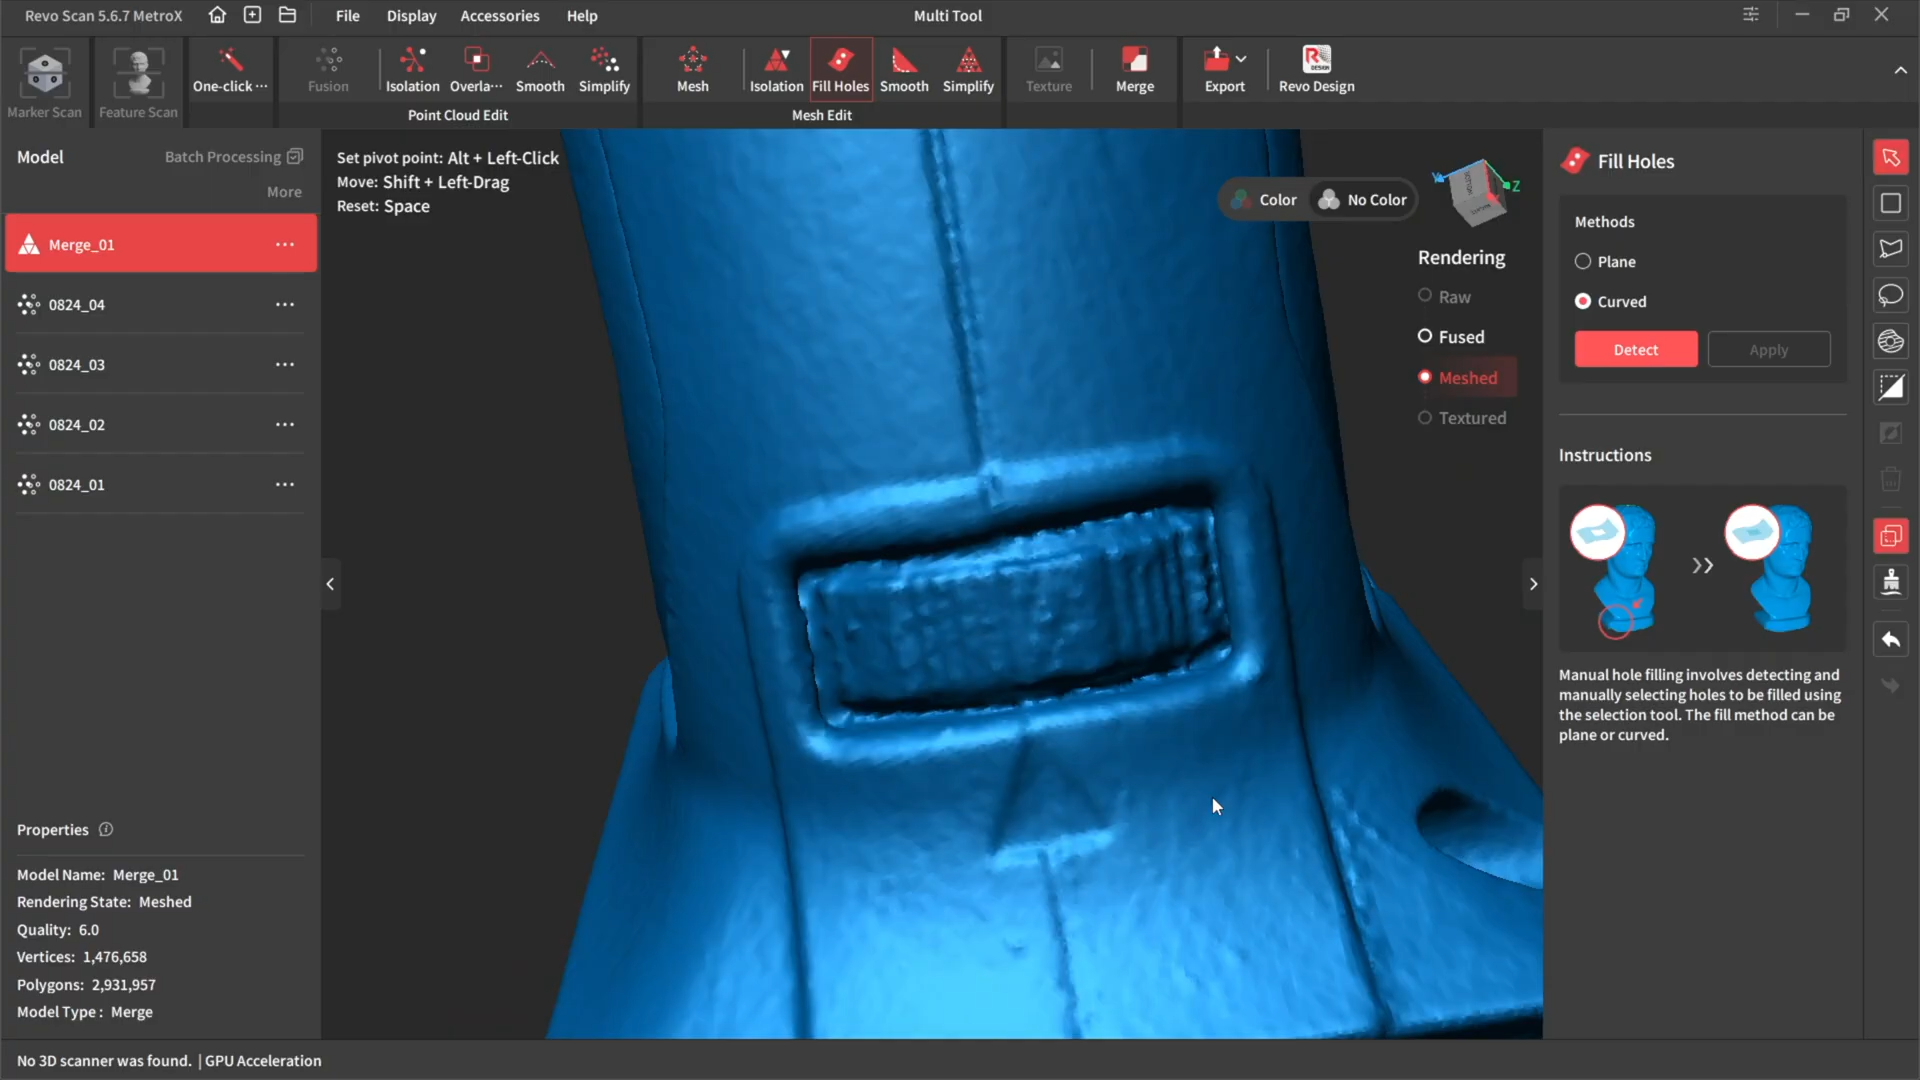 Revo Scan 5.6.7 MetroX
File
Display
Accessories
Help
Multi Tool
Marker Scan
Feature Scan
One-click ···
Fusion
Isolation
Overla···
Smooth
Simplify
Point Cloud Edit
Mesh
Isolation
Fill Holes
Smooth
Simplify
Mesh Edit
Texture
Merge
Export
Revo Design
Model
Batch Processing
More
Merge_01
0824_04
0824_03
0824_02
0824_01
Properties
Model Name: Merge_01
Rendering State: Meshed
Quality: 6.0
Vertices: 1,476,658
Polygons: 2,931,957
Model Type : Merge
Set pivot point: Alt + Left-Click
Move: Shift + Left-Drag
Reset: Space
Color
No Color
Z
Rendering
Raw
Fused
Meshed
Textured
Fill Holes
Methods
Plane
Curved
Detect
Apply
Instructions
Manual hole filling involves detecting and
manually selecting holes to be filled using
the selection tool. The fill method can be
plane or curved.
No 3D scanner was found. | GPU Acceleration